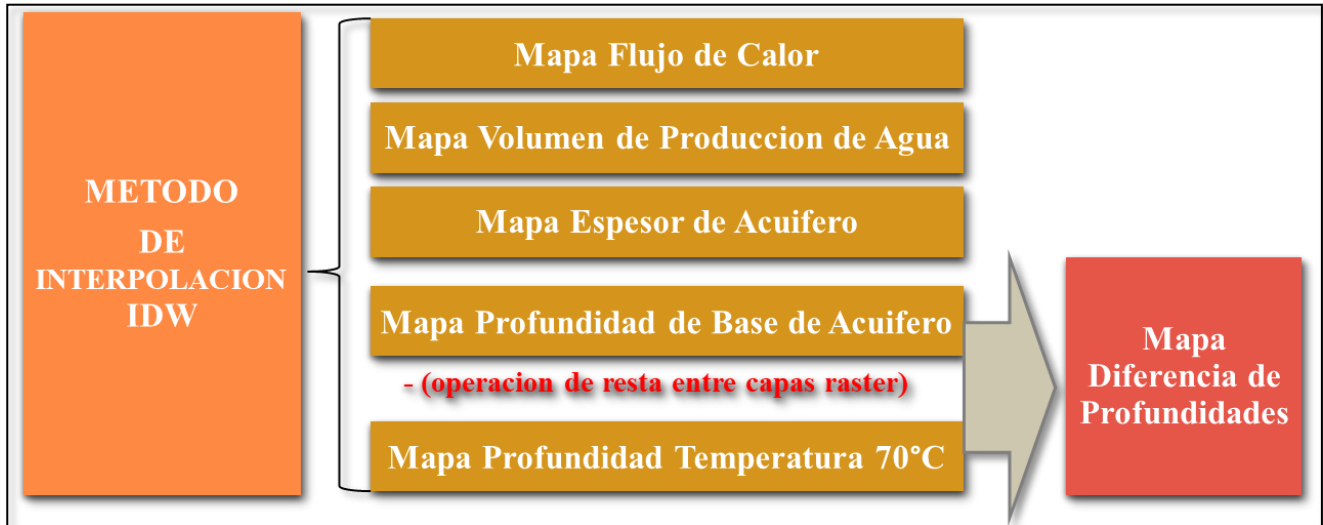 METODO
DE
INTERPOLACION
IDW
Mapa Flujo de Calor
Mapa Volumen de Produccion de Agua
Mapa Espesor de Acuifero
Mapa Profundidad de Base de Acuifero
- (operacion de resta entre capas raster)
Mapa Profundidad Temperatura 70°C
Mapa
Diferencia de
Profundidades